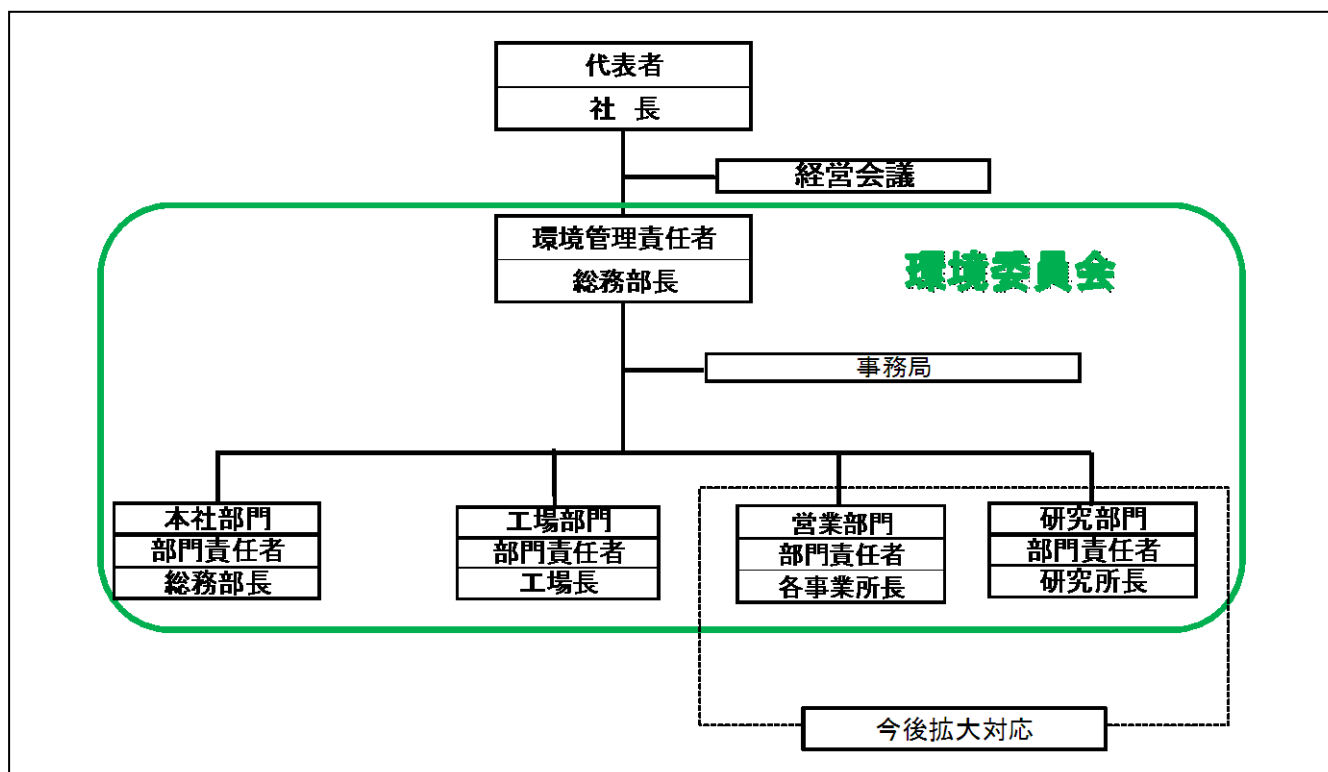 代表者
社 長
経営会議
環境管理責任者
総務部長
環境委員会
事務局
本社部門
部門責任者
総務部長
工場部門
部門責任者
工場長
営業部門
部門責任者
各事業所長
研究部門
部門責任者
研究所長
今後拡大対応